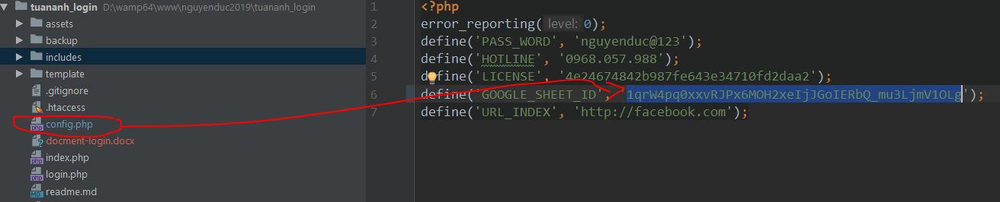 tuananh_login D:\wamp64\www\nguyenduc2019\tuananh_login
assets
backup
includes
template
.gitignore
.htaccess
config.php
docment-login.docx
index.php
login.php
readme.md
1 <?php
2 error_reporting( level: 0);
3 define('PASS_WORD', 'nguyenduc@123');
4 define('HOTLINE', '0968.057.988');
5 define('LICENSE', '4e24674842b987fe643e34710fd2daa2');
6 define('GOOGLE_SHEET_ID', '1qrW4pq0xxvRJPx6MOH2xeIjJGoIERbQ_mu3LjmV1OLg');
7 define('URL_INDEX', 'http://facebook.com');